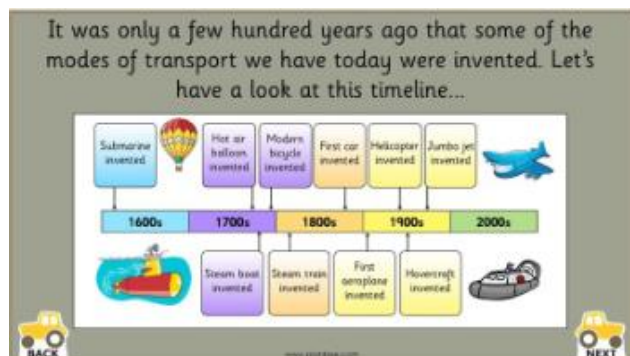 It was only a few hundred years ago that some of the
modes of transport we have today were invented. Let's
have a look at this timeline...
Submarine
invented
Hot air
balloon
invented
Modern
bicycle
invented
First car
invented
Helicopter
invented
Jumbo jet
invented
1600s
1700s
1800s
1900s
2000s
Steam boat
invented
Steam train
invented
First
aeroplane
invented
Hovercraft
invented
BACK
NEXT